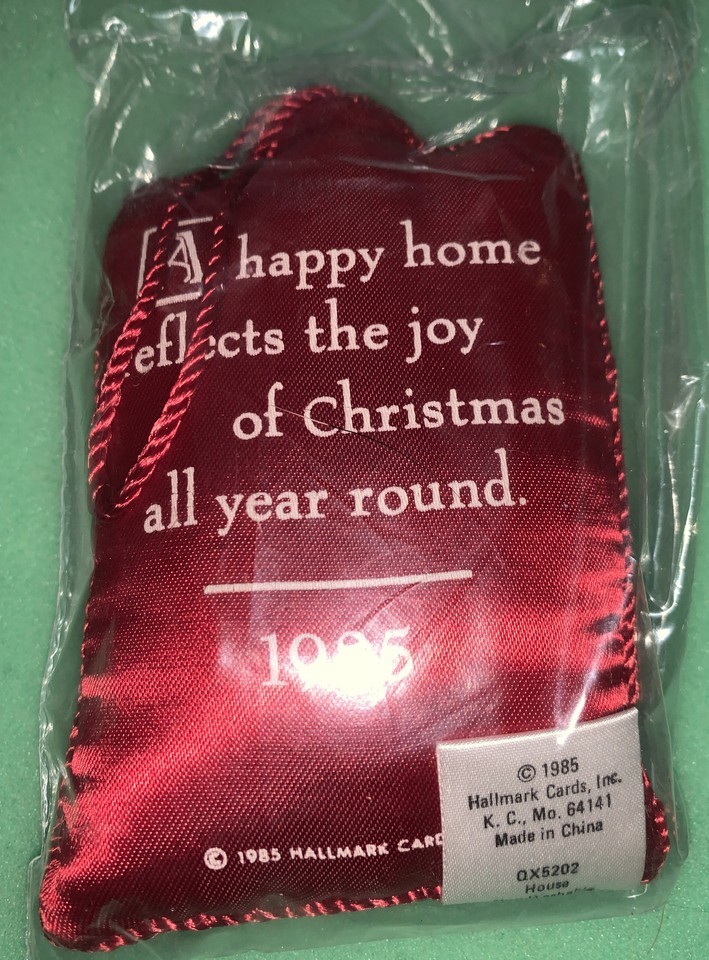 A happy home
reflects the joy
of Christmas
all year round.
1985
© 1985 HALLMARK CARD
© 1985
Hallmark Cards, Inc.
K. C., Mo. 64141
Made in China
QX5202
House